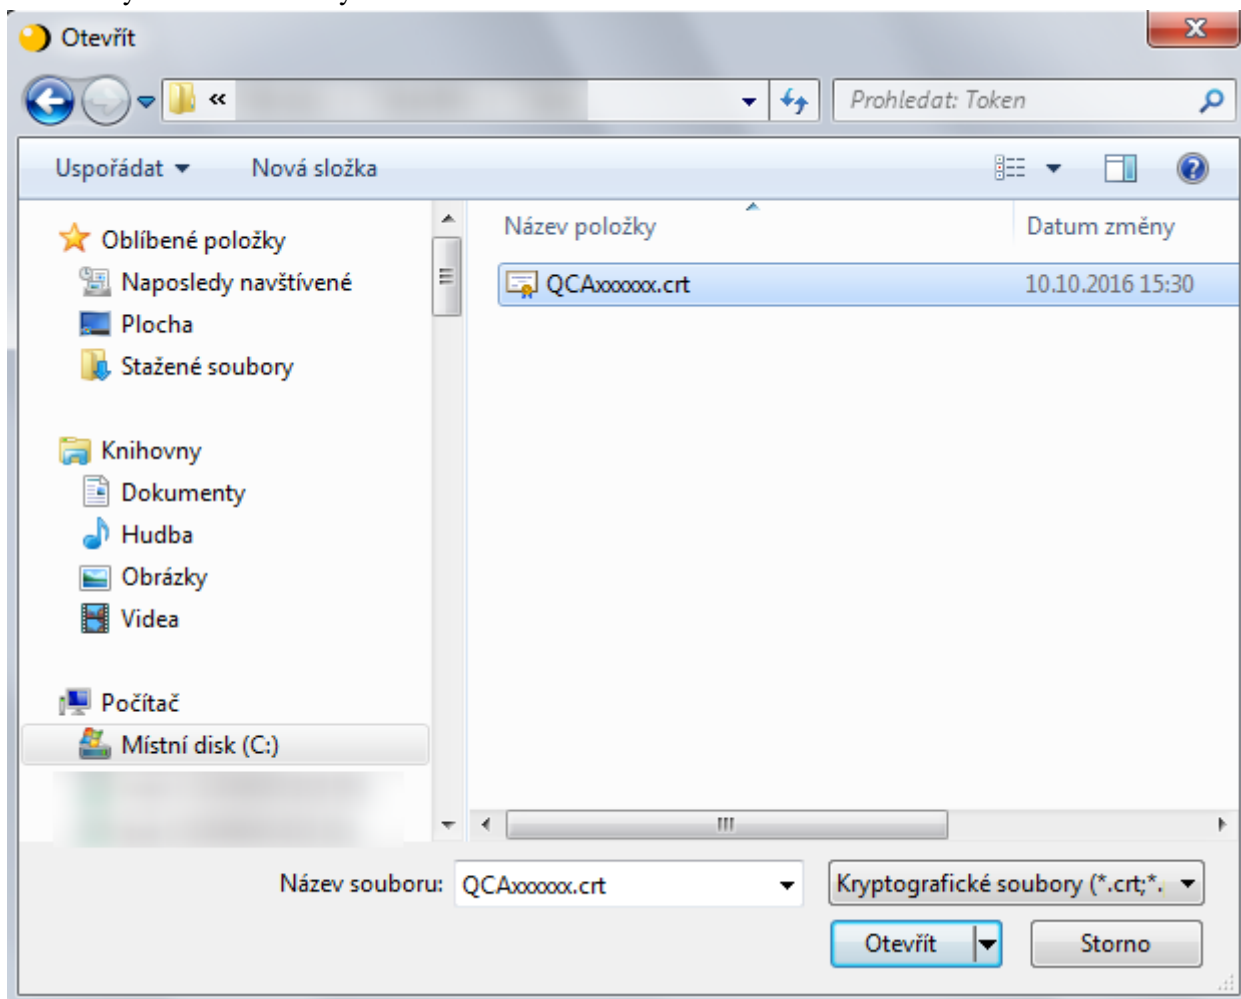 Otevřít
«
Prohledat: Token
Uspořádat
Nová složka
Oblíbené položky
Naposledy navštívené
Plocha
Stažené soubory
Knihovny
Dokumenty
Hudba
Obrázky
Videa
Počítač
Místní disk (C:)
Název položky
Datum změny
QCAxxxxxx.crt
10.10.2016 15:30
Název souboru:
QCAxxxxxx.crt
Kryptografické soubory (*.crt;*.
Otevřít
Storno